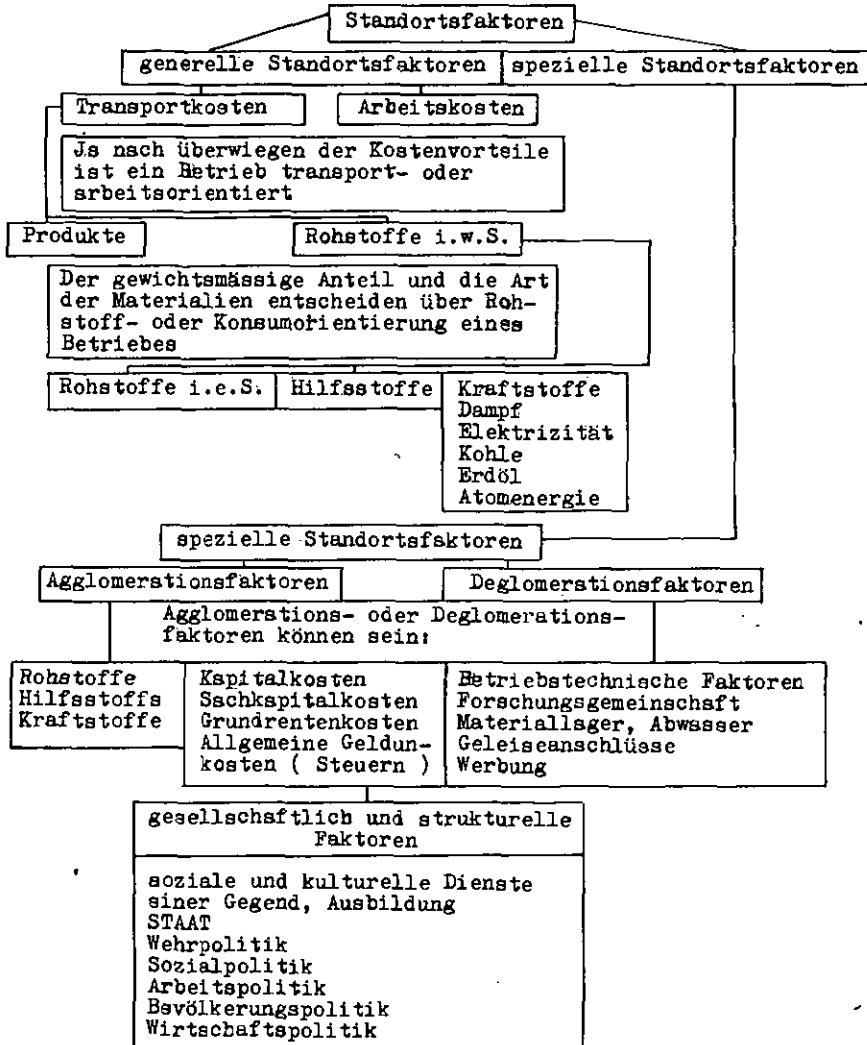 Standortsfaktoren
generelle Standortsfaktoren
spezielle Standortsfaktoren
Transportkosten
Arbeitskosten
Js nach überwiegen der Kostenvorteile
ist ein Betrieb transport- oder
arbeitsorientiert
Produkte
Rohstoffe i.w.S.
Der gewichtsmässige Anteil und die Art
der Materialien entscheiden über Roh-
stoff- oder Konsumorientierung eines
Betriebes
Rohstoffe i.e.S.
Hilfsstoffe
Kraftstoffe
Dampf
Elektrizität
Kohle
Erdöl
Atomenergie
spezielle Standortsfaktoren
Agglomerationsfaktoren
Deglomerationsfaktoren
Agglomerations- oder Deglomerations-
faktoren können sein:
Rohstoffe
Hilfsstoffs
Kraftstoffe
Kapitalkosten
Sachkapitalkosten
Grundrentenkosten
Allgemeine Geldun-
kosten ( Steuern )
Betriebstechnische Faktoren
Forschungsgemeinschaft
Materiallager, Abwasser
Geleiseanschlüsse
Werbung
gesellschaftlich und strukturelle
Faktoren
soziale und kulturelle Dienste
einer Gegend, Ausbildung
STAAT
Wehrpolitik
Sozialpolitik
Arbeitspolitik
Bevölkerungspolitik
Wirtschaftspolitik